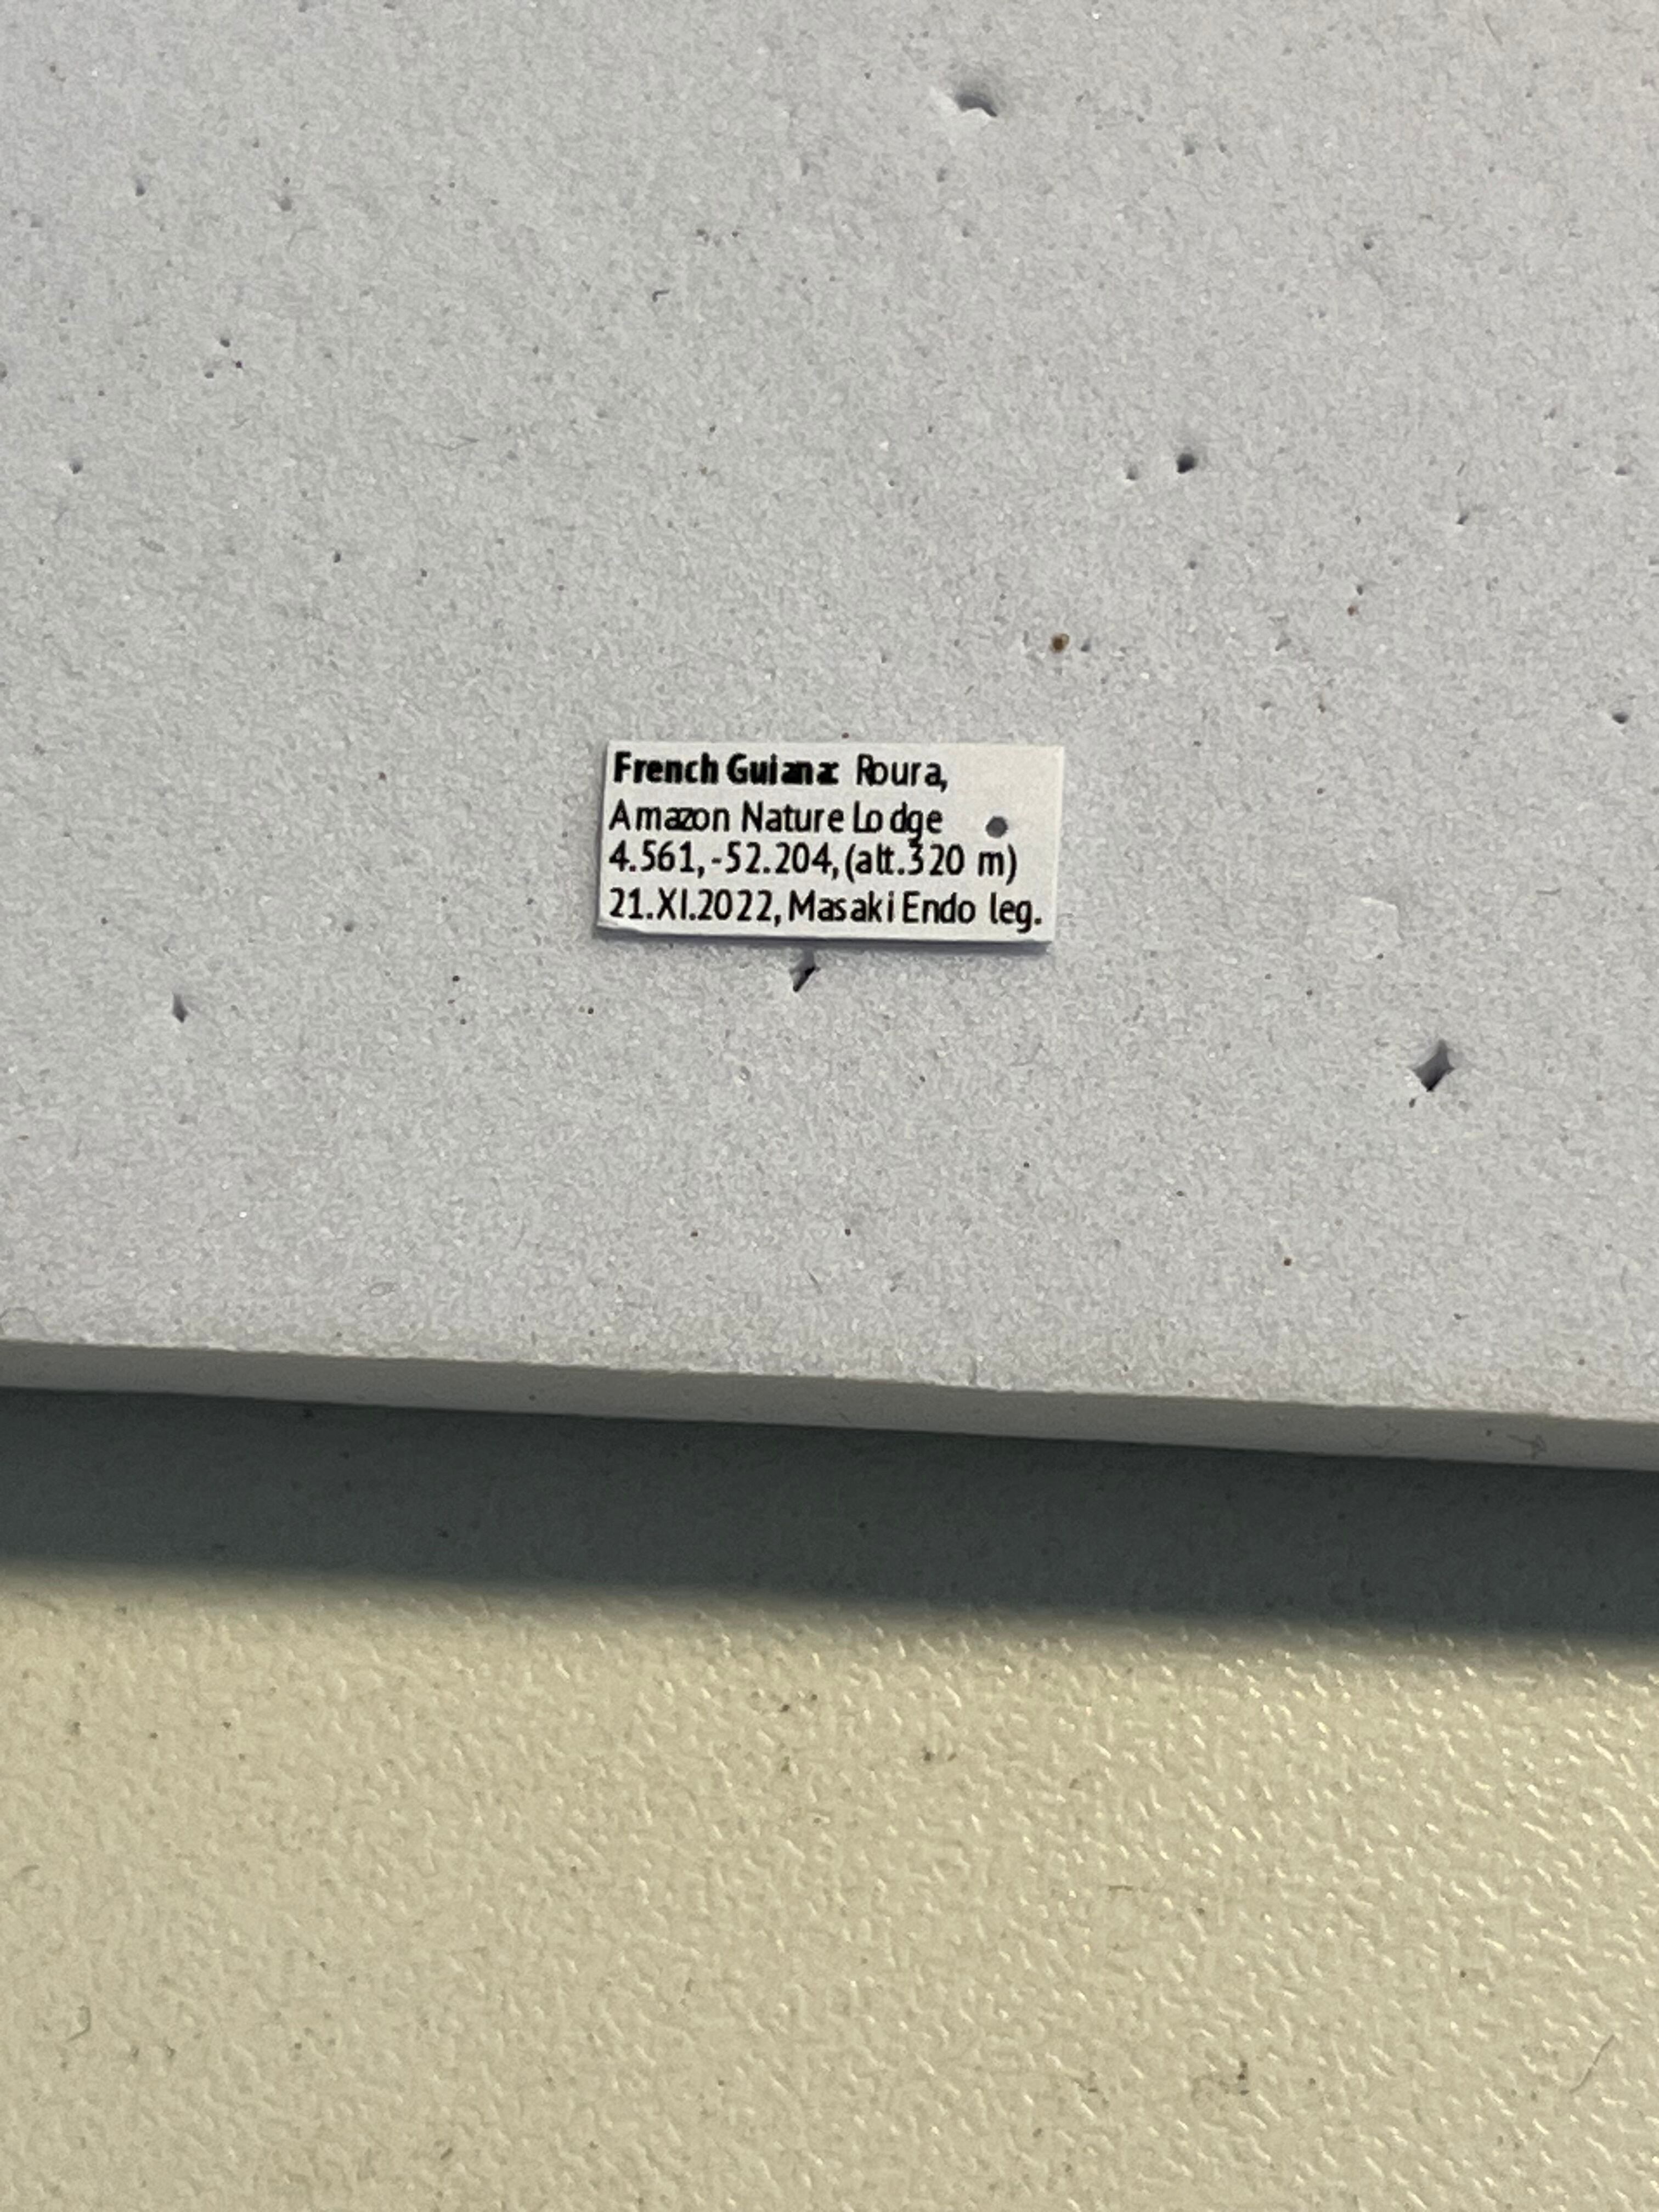 French Guiana: Roura,
Amazon Nature Lodge
4.561, -52.204, (alt.320 m)
21.XI.2022, Masaki Endo leg.